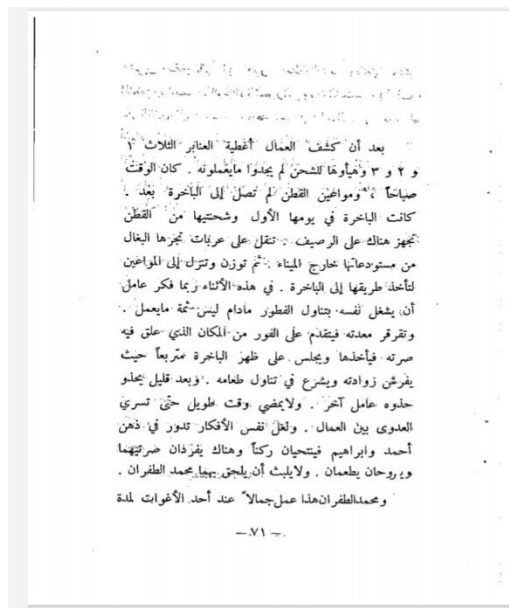 بعد أن كشف العمال أغطية العنابر الثلاث ١
و ٢ و ٣ وهيأوها للشحن لم يجدوا مايعملونه . كان الوقت
صباحاً ، ومواعين القطن لم تصل إلى الباخرة بعد .
كانت الباخرة في يومها الأول وشحنتها من القطن
تجهز هناك على الرصيف . تنقل على عربات تجرها البغال
من مستودعاتها خارج الميناء . ثم توزن وتنزل إلى المواعين
لتأخذ طريقها إلى الباخرة . في هذه الأثناء ربما فكر عامل
أن يشغل نفسه بتناول الفطور مادام ليس ثمة مايعمل .
وتقرقر معدته فيتقدم على الفور من المكان الذي علق فيه
صرته فيأخذها ويجلس على ظهر الباخرة متربعاً حيث
يفرش زوادته ويشرع في تناول طعامه . وبعد قليل يحذو
حذوه عامل آخر . ولايمضي وقت طويل حتى تسري
العدوى بين العمال . ولعل نفس الأفكار تدور في ذهن
أحمد وابراهيم فينتحيان ركناً وهناك يفردان صرتيهما
ويروحان يطعمان . ولايلبث أن يلحق بهما محمد الطفران .
ومحمدالطفران هذا عمل جمالاً عند أحد الأغوات لمدة
— ٧١ —